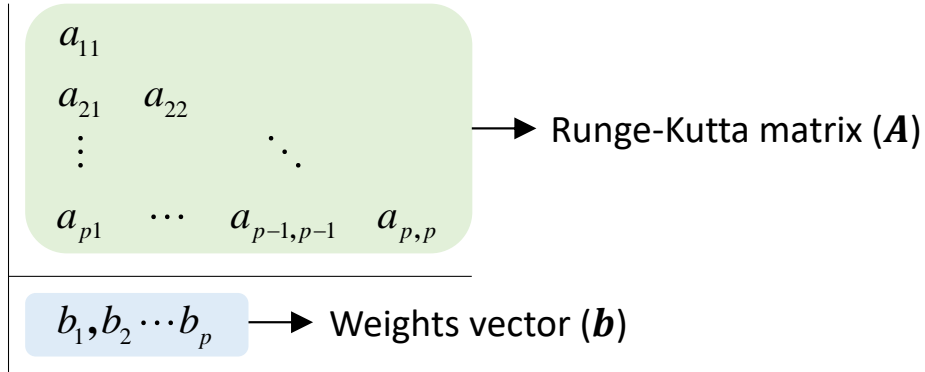 a₁₁
a₂₁ a₂₂
⋮ ⋱
aₚ₁ ⋯ aₚ₋₁,ₚ₋₁ aₚ,ₚ
Runge-Kutta matrix (A)
b₁,b₂ ⋯ bₚ
Weights vector (b)